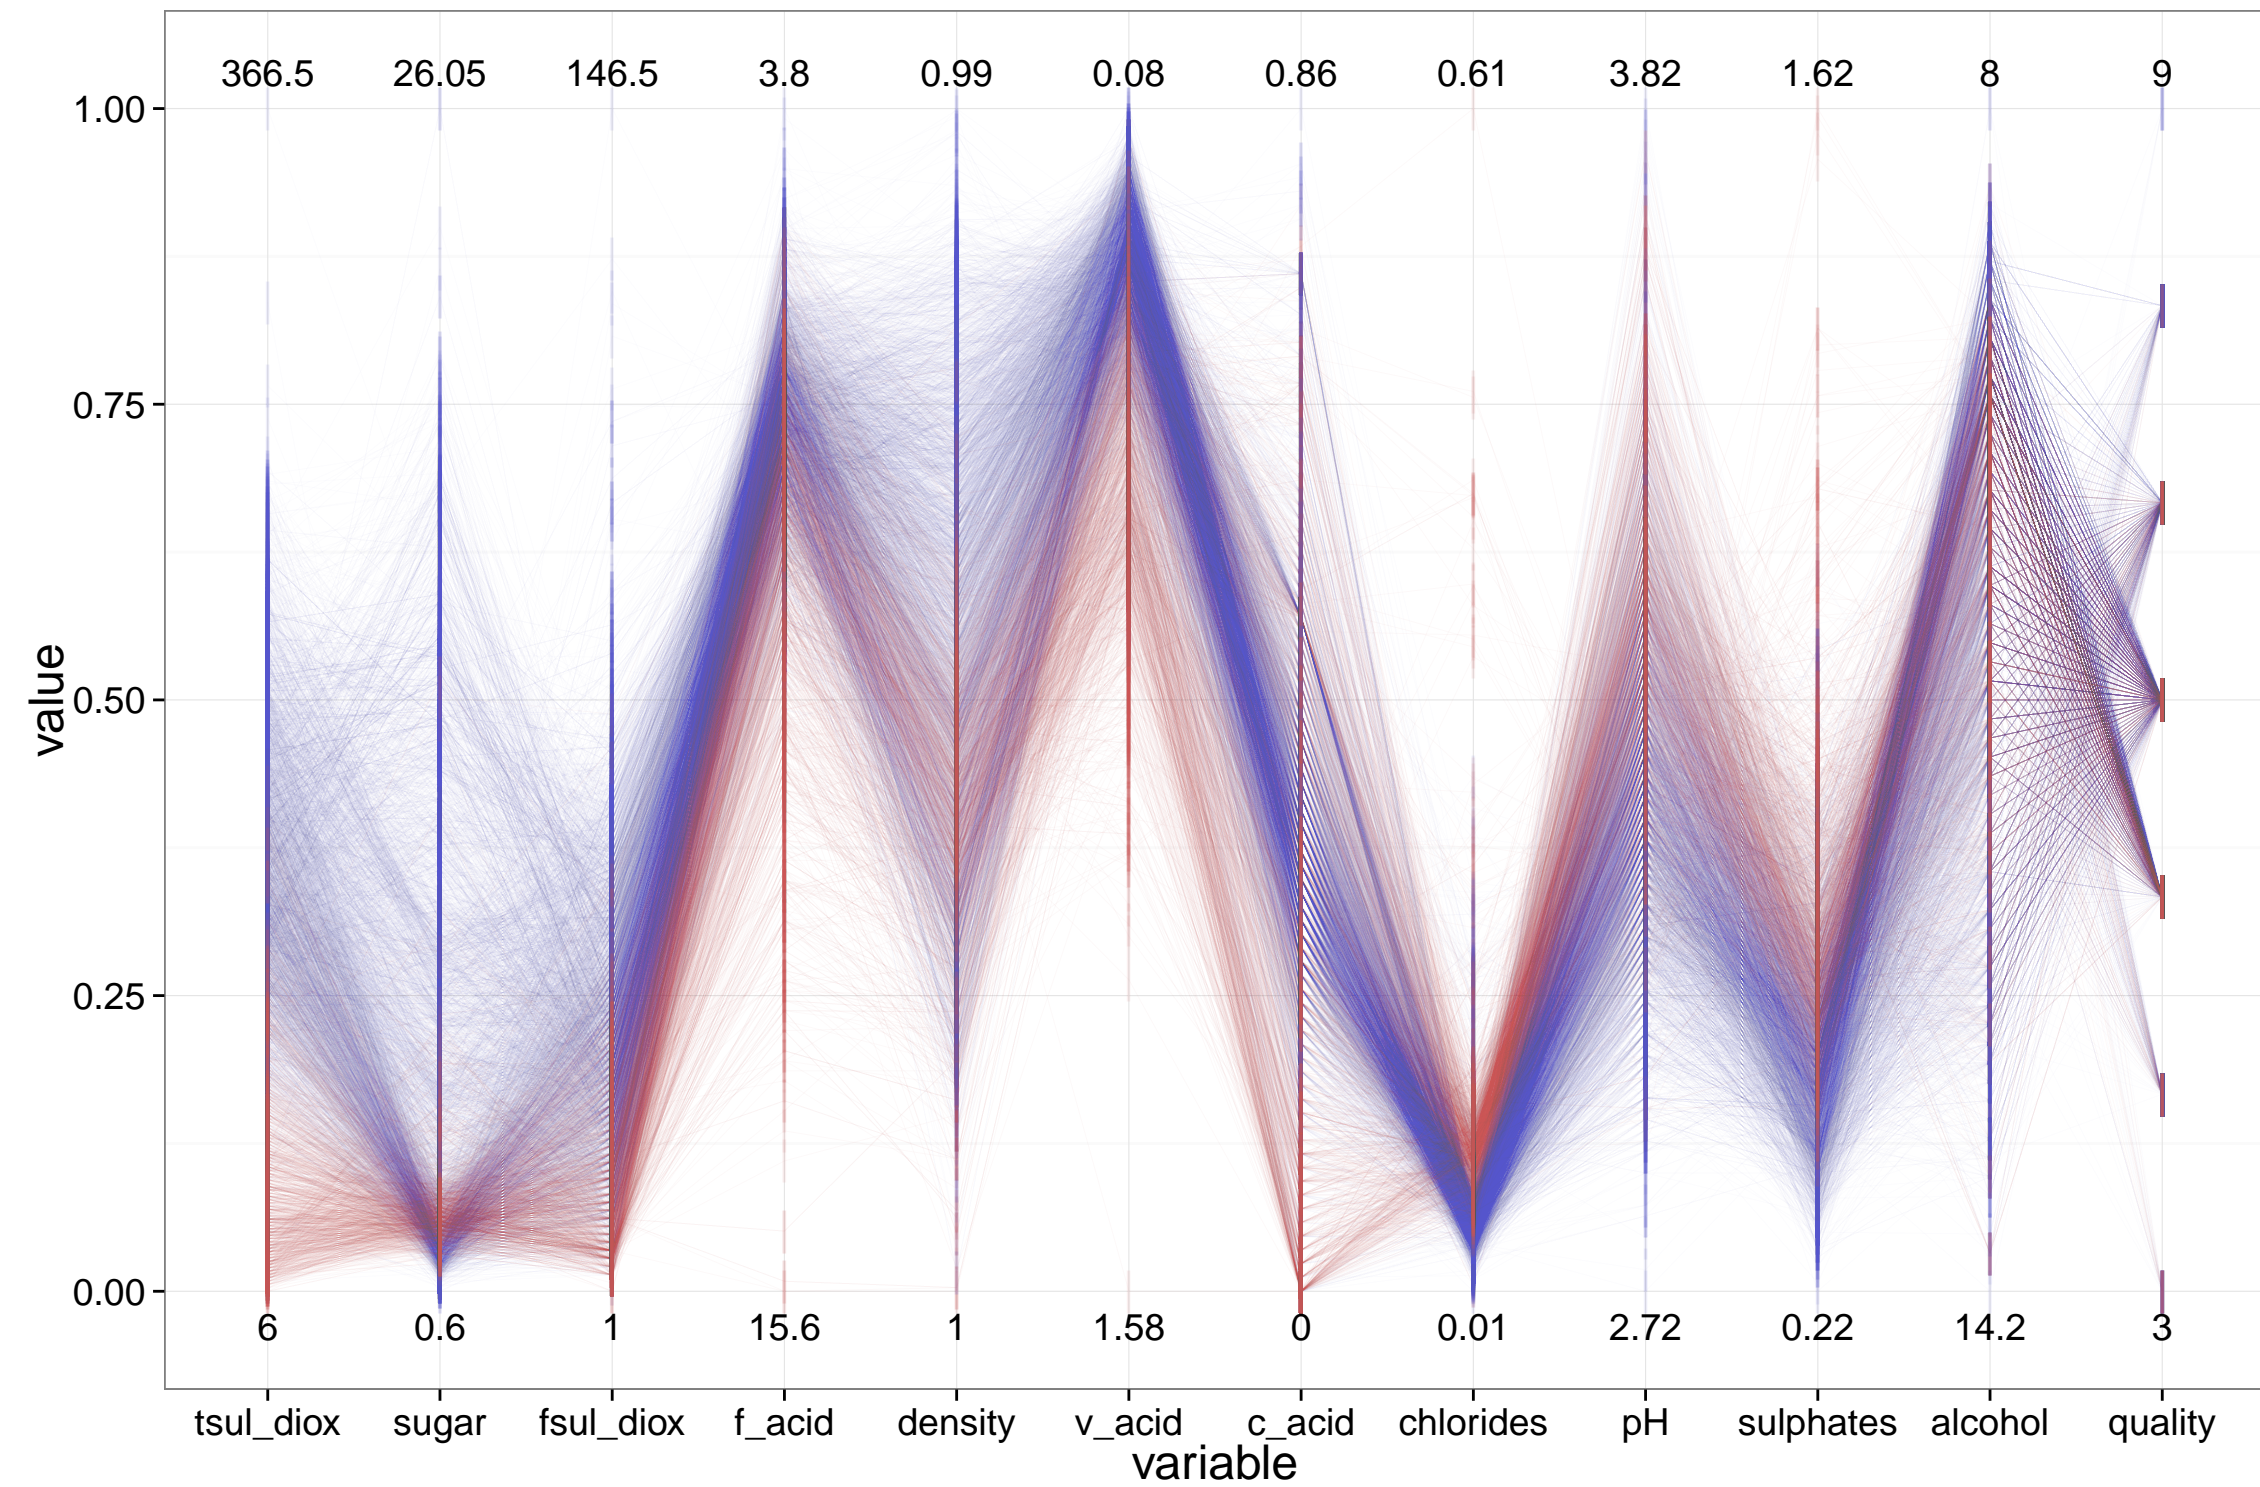 366.5 26.05 146.5 3.8 0.99 0.08 0.86 0.61 3.82 1.62 8 9
1.00
0.75
0.50
0.25
0.00
value
6 0.6 1 15.6 1 1.58 0 0.01 2.72 0.22 14.2 3
tsul_diox sugar fsul_diox f_acid density v_acid c_acid chlorides pH sulphates alcohol quality
variable